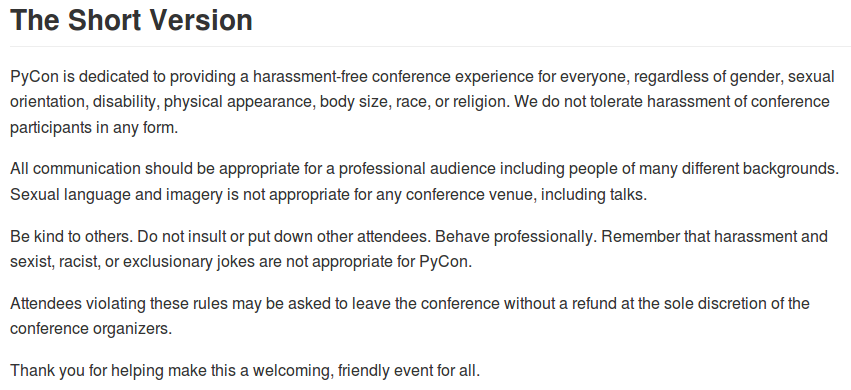 The Short Version
PyCon is dedicated to providing a harassment-free conference experience for everyone, regardless of gender, sexual
orientation, disability, physical appearance, body size, race, or religion. We do not tolerate harassment of conference
participants in any form.
All communication should be appropriate for a professional audience including people of many different backgrounds.
Sexual language and imagery is not appropriate for any conference venue, including talks.
Be kind to others. Do not insult or put down other attendees. Behave professionally. Remember that harassment and
sexist, racist, or exclusionary jokes are not appropriate for PyCon.
Attendees violating these rules may be asked to leave the conference without a refund at the sole discretion of the
conference organizers.
Thank you for helping make this a welcoming, friendly event for all.